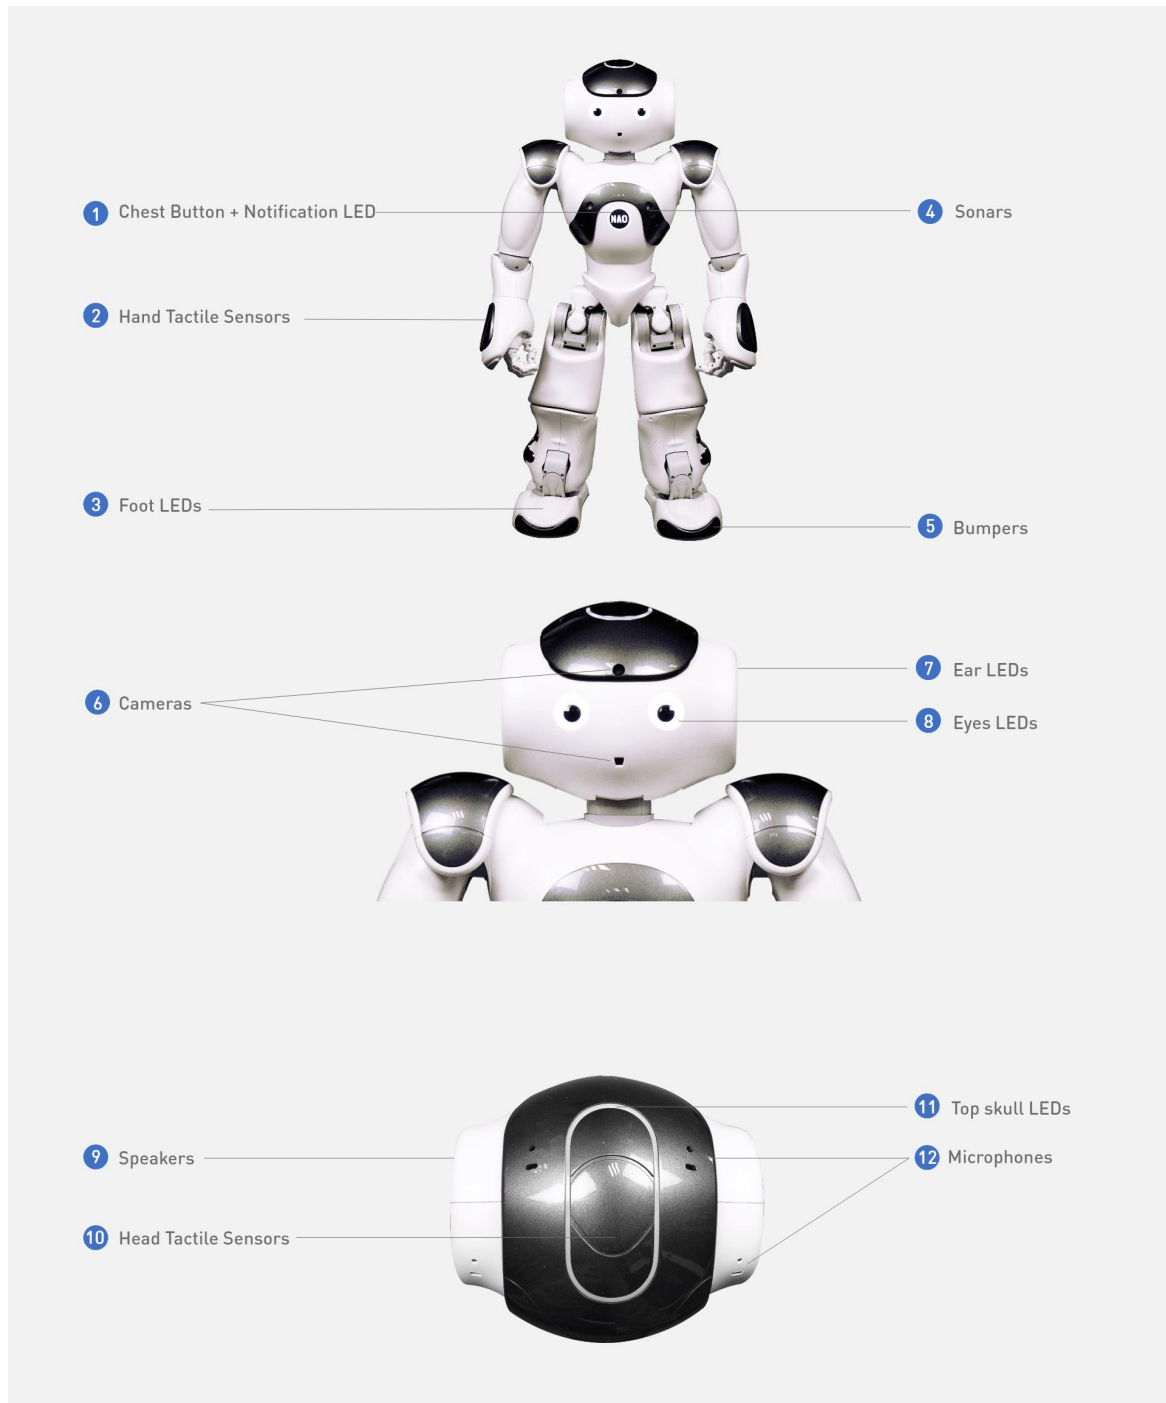 1 Chest Button + Notification LED
4 Sonars
NAO
2 Hand Tactile Sensors
3 Foot LEDs
5 Bumpers
6 Cameras
7 Ear LEDs
8 Eyes LEDs
9 Speakers
10 Head Tactile Sensors
11 Top skull LEDs
12 Microphones